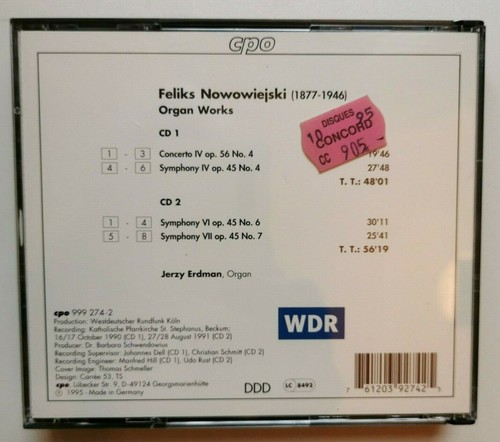 cpo
Feliks Nowowiejski (1877-1946)
Organ Works
10 95
DISQUES
CONCORD
CC 905.-
CD 1
1 - 3 Concerto IV op. 56 No. 4 19'46
4 - 6 Symphony IV op. 45 No. 4 27'48
T. T.: 48'01
CD 2
1 - 4 Symphony VI op. 45 No. 6 30'11
5 - 8 Symphony VII op. 45 No. 7 25'41
T. T.: 56'19
Jerzy Erdman, Organ
cpo 999 274-2
Production: Westdeutscher Rundfunk Köln
Recording: Katholische Pfarrkirche St. Stephanus, Beckum;
16/17 October 1990 (CD 1), 27/28 August 1991 (CD 2)
Producer: Dr. Barbara Schwendowius
Recording Supervisor: Johannes Dell (CD 1), Christian Schmitt (CD 2)
Recording Engineer: Manfred Hill (CD 1), Udo Rust (CD 2)
Cover Image: Thomas Schmeller
Design: Carrée 53, TS
cpo, Lübecker Str. 9, D-49124 Georgsmarienhütte
℗ 1995 - Made in Germany
WDR
DDD
LC 8492
7 61203 92742 5